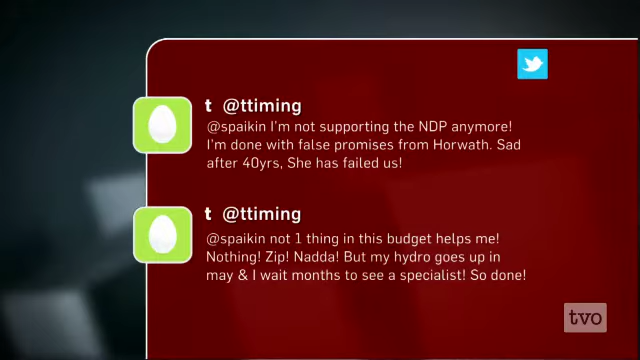 t @ttiming
@spaikin I'm not supporting the NDP anymore!
I'm done with false promises from Horwath. Sad
after 40yrs, She has failed us!
t @ttiming
@spaikin not 1 thing in this budget helps me!
Nothing! Zip! Nadda! But my hydro goes up in
may & I wait months to see a specialist! So done!
tvo